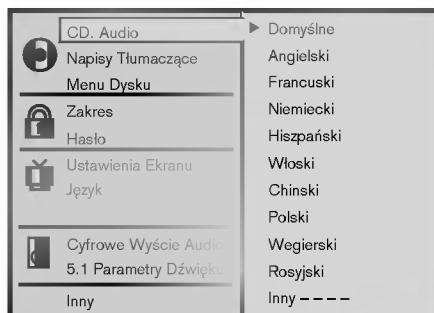 CD. Audio
Napisy Tłumaczące
Menu Dysku
Zakres
Hasło
Ustawienia Ekranu
Język
Cyfrowe Wyście Audio
5.1 Parametry Dźwięku
Inny
Domyślne
Angielski
Francuski
Niemiecki
Hiszpański
Włoski
Chinski
Polski
Wegierski
Rosyjski
Inny – – – –